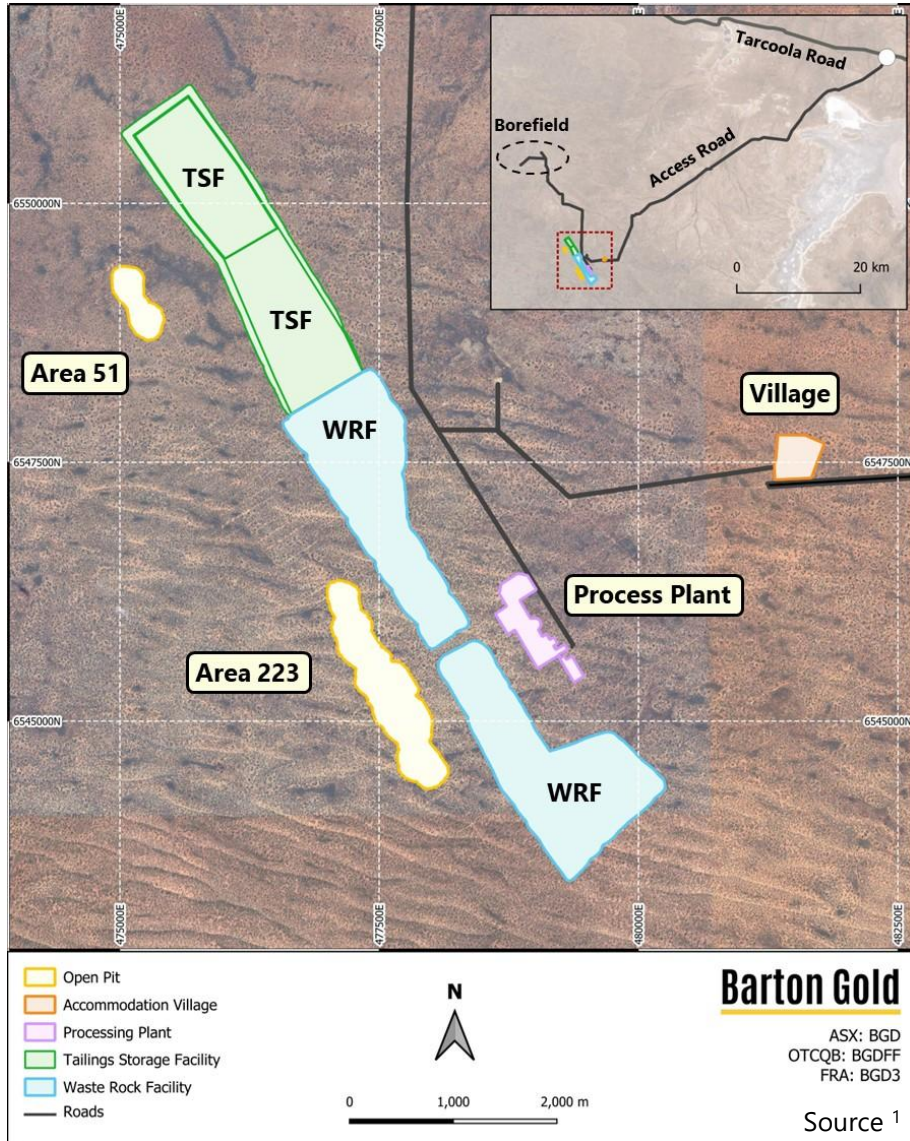 475000E
477500E
Tarcoola Road
Borefield
Access Road
0 20 km
TSF
6550000N
TSF
Area 51
WRF
Village
6547500N
6547500N
Process Plant
Area 223
6545000N
6545000N
WRF
475000E
477500E
480000E
482500E
Open Pit
Accommodation Village
Processing Plant
Tailings Storage Facility
Waste Rock Facility
Roads
N
0 1,000 2,000 m
Barton Gold
ASX: BGD
OTCQB: BGDFF
FRA: BGD3
Source 1